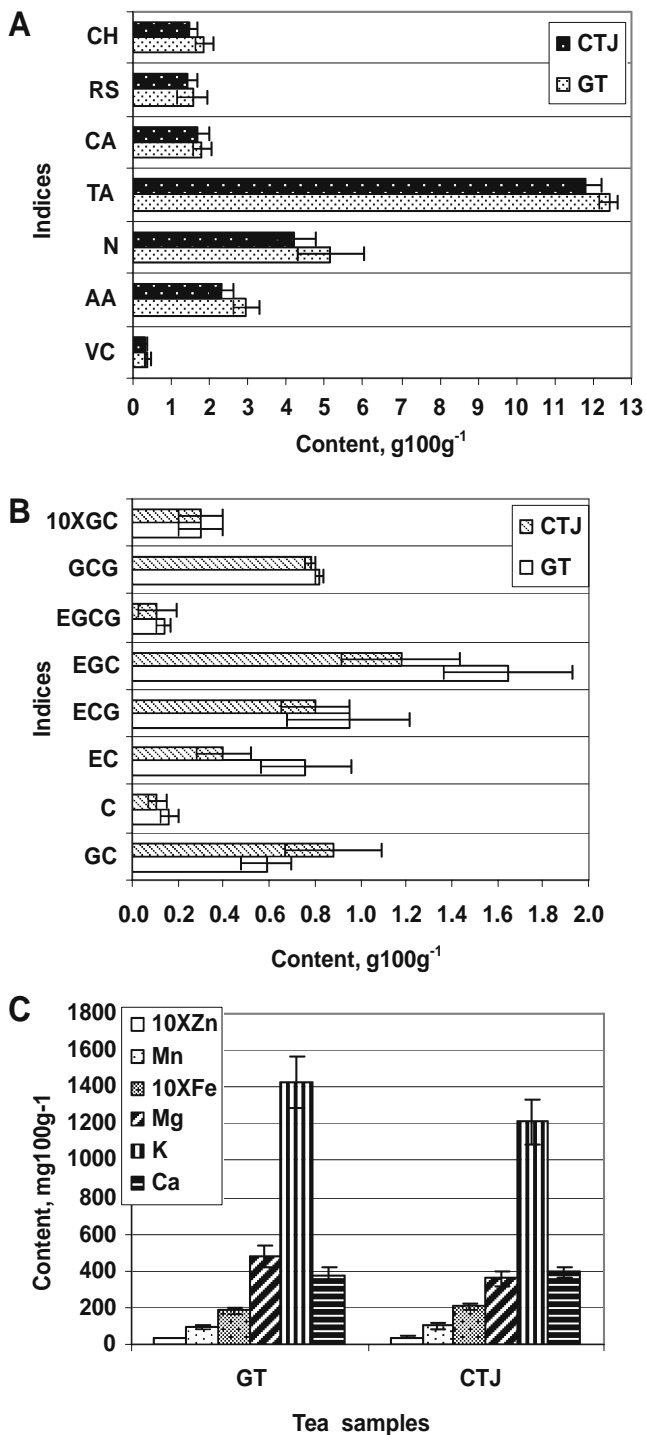 A
CH
RS
CA
TA
N
AA
VC
Indices
CTJ
GT
0 1 2 3 4 5 6 7 8 9 10 11 12 13
Content, g100g⁻¹
B
10XGC
GCG
EGCG
EGC
ECG
EC
C
GC
Indices
CTJ
GT
0.0 0.2 0.4 0.6 0.8 1.0 1.2 1.4 1.6 1.8 2.0
Content, g100g⁻¹
C
1800
1600
1400
1200
1000
800
600
400
200
0
Content, mg100g-1
10XZn
Mn
10XFe
Mg
K
Ca
GT CTJ
Tea samples